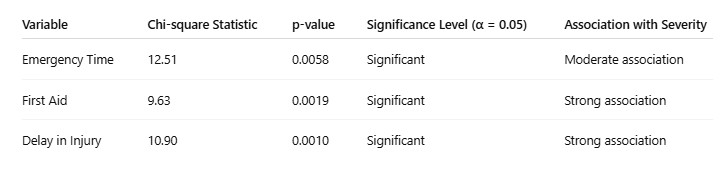 Variable Chi-square Statistic p-value Significance Level (α = 0.05) Association with Severity
Emergency Time 12.51 0.0058 Significant Moderate association
First Aid 9.63 0.0019 Significant Strong association
Delay in Injury 10.90 0.0010 Significant Strong association